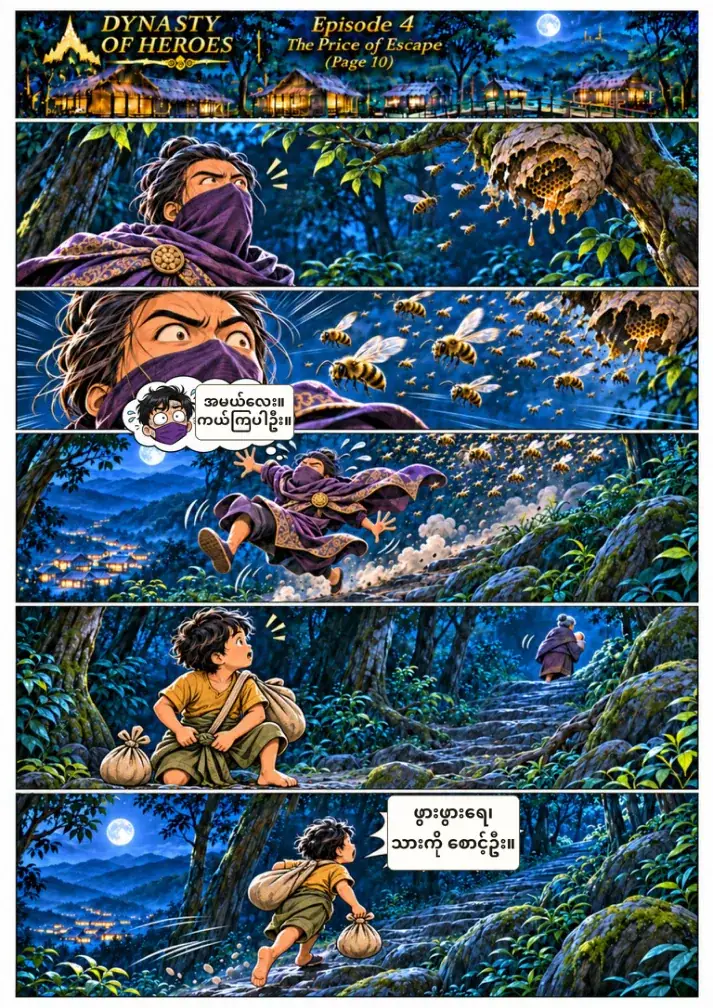 DYNASTY
OF HEROES
Episode 4
The Price of Escape
(Page 10)
အမယ်လေး။
ကယ်ကြပါဦး။
ဖွားဖွားရေ၊
သားကို စောင့်ဦး။